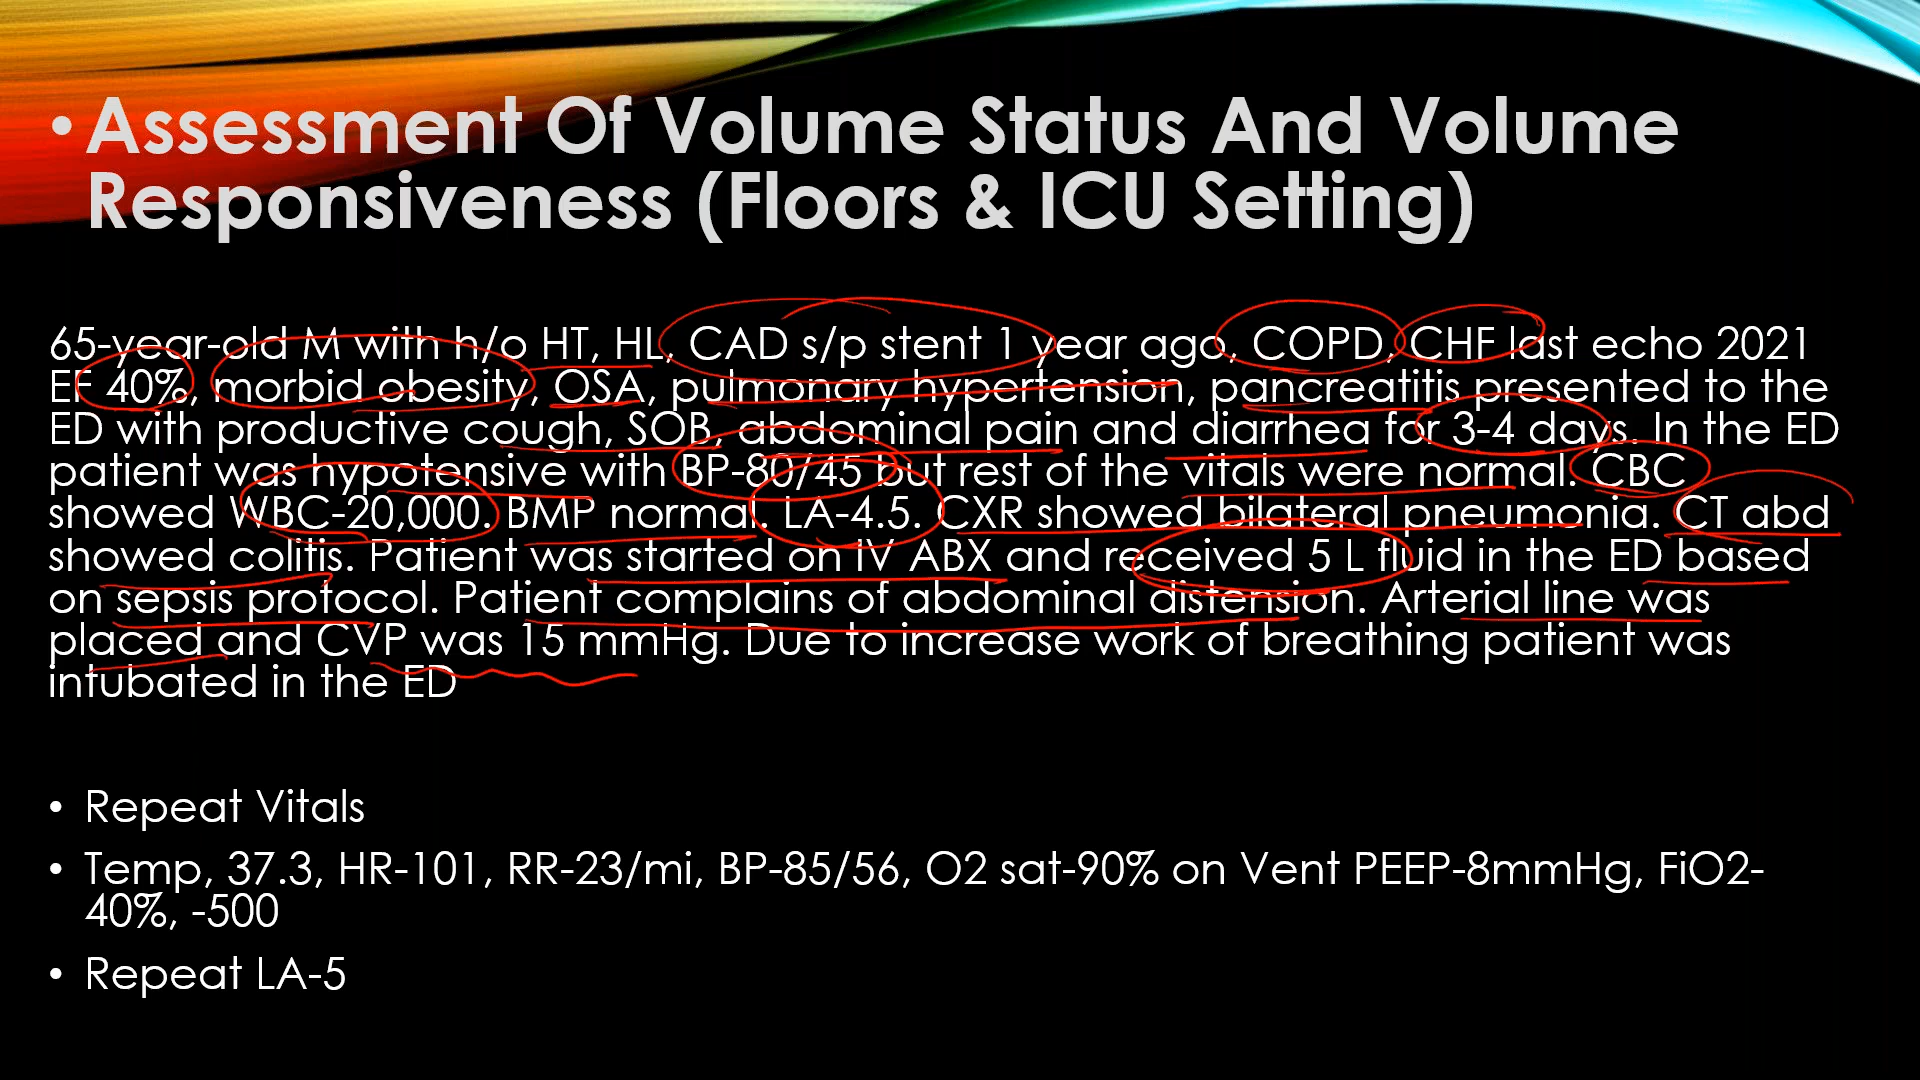 • Assessment Of Volume Status And Volume
Responsiveness (Floors & ICU Setting)
65-year-old M with h/o HT, HL, CAD s/p stent 1 year ago, COPD, CHF last echo 2021
EF 40%, morbid obesity, OSA, pulmonary hypertension, pancreatitis presented to the
ED with productive cough, SOB, abdominal pain and diarrhea for 3-4 days. In the ED
patient was hypotensive with BP-80/45 but rest of the vitals were normal. CBC
showed WBC-20,000. BMP normal. LA-4.5. CXR showed bilateral pneumonia. CT abd
showed colitis. Patient was started on IV ABX and received 5 L fluid in the ED based
on sepsis protocol. Patient complains of abdominal distension. Arterial line was
placed and CVP was 15 mmHg. Due to increase work of breathing patient was
intubated in the ED
• Repeat Vitals
• Temp, 37.3, HR-101, RR-23/mi, BP-85/56, O2 sat-90% on Vent PEEP-8mmHg, FiO2-
40%, -500
• Repeat LA-5